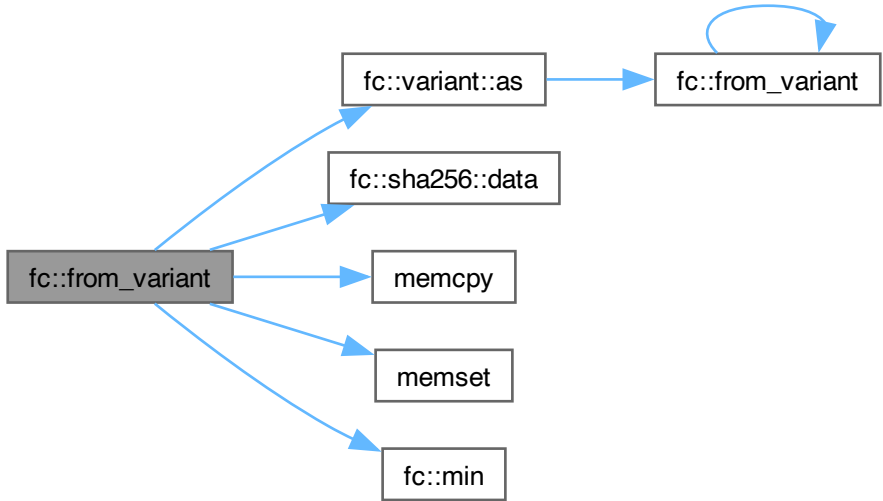 fc::variant::as
fc::from_variant
fc::sha256::data
fc::from_variant
memcpy
memset
fc::min